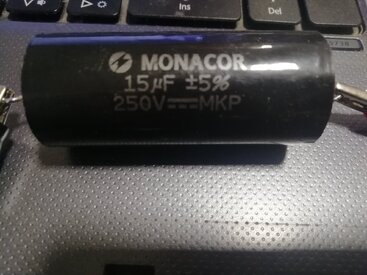 Ins
Del
MONACOR
15µF ±5%
250V⎓MKP